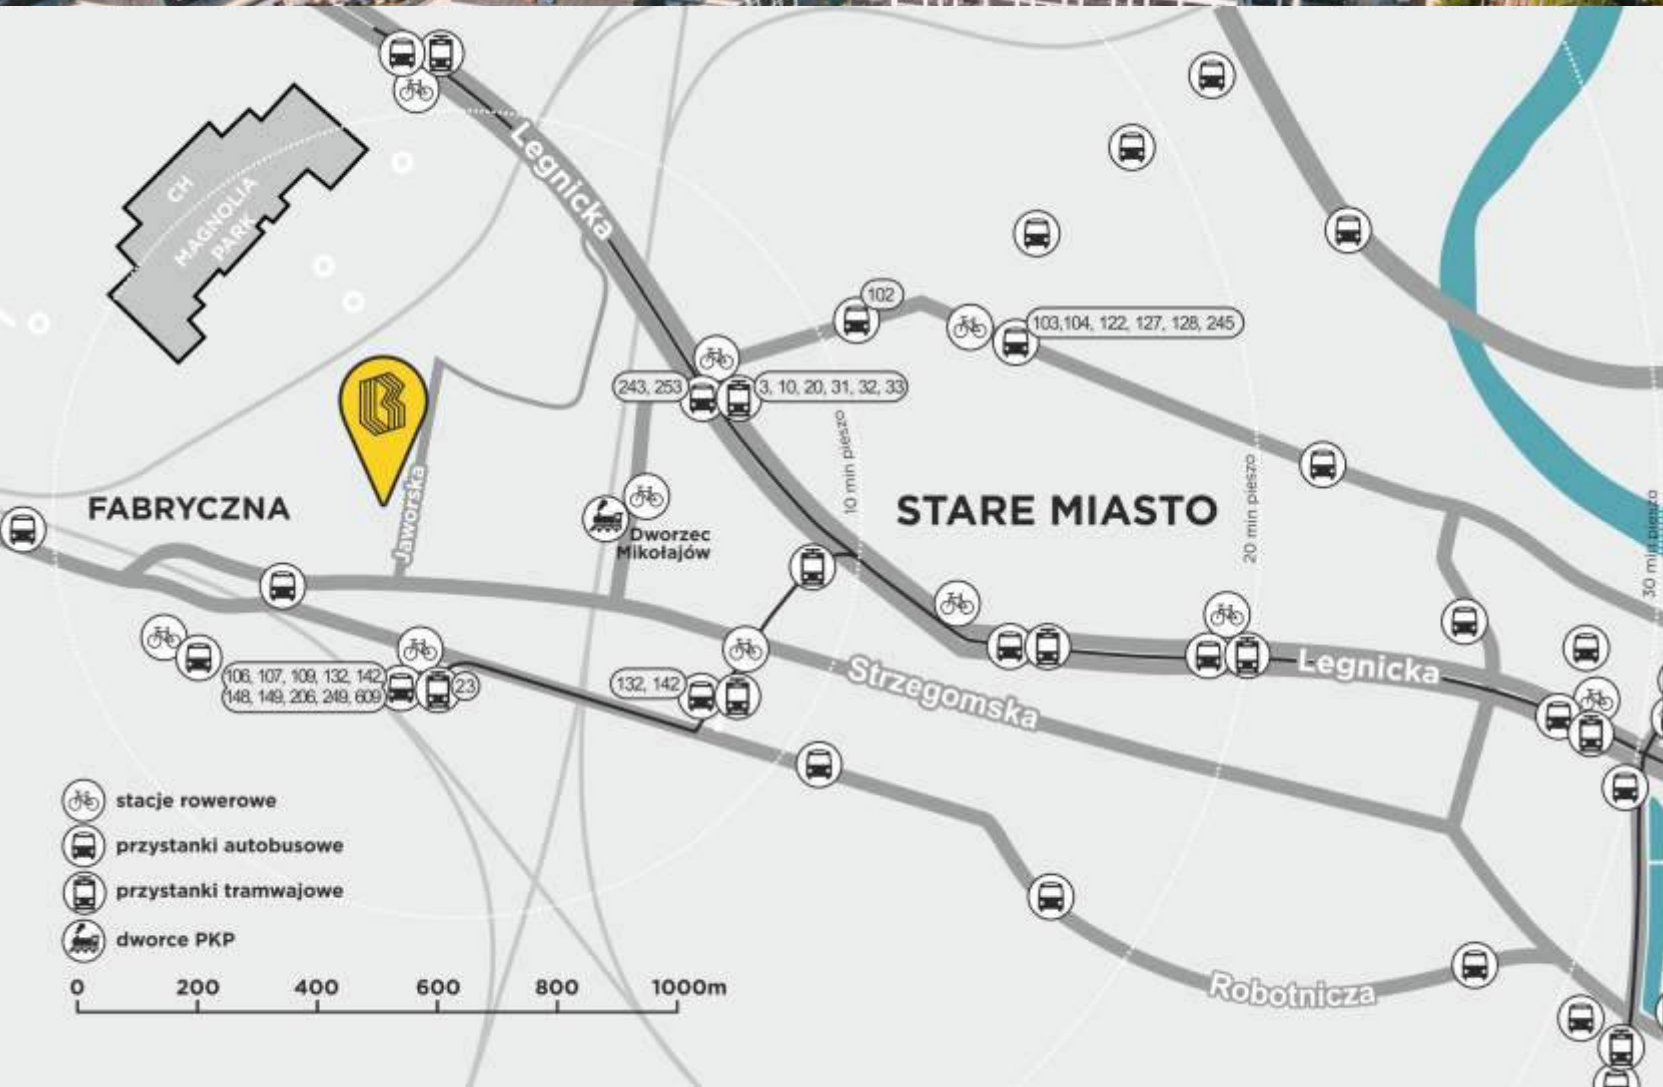 Legnicka
CH
MAGNOLIA
PARK
102
103,104, 122, 127, 128, 245
243, 253
3, 10, 20, 31, 32, 33
10 min pieszo
20 min pieszo
30 min pieszo
FABRYCZNA
Jaworska
STARE MIASTO
Dworzec
Mikołajów
106, 107, 109, 132, 142,
148, 149, 206, 249, 609
23
132, 142
Strzegomska
Legnicka
stacje rowerowe
przystanki autobusowe
przystanki tramwajowe
dworce PKP
0 200 400 600 800 1000m
Robotnicza